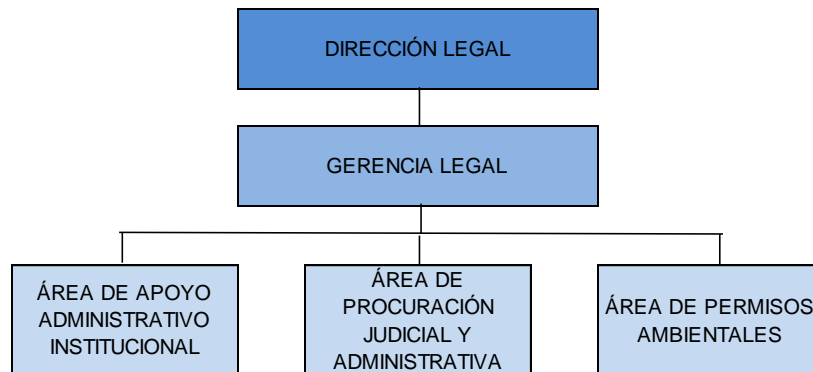 DIRECCIÓN LEGAL
GERENCIA LEGAL
ÁREA DE APOYO
ADMINISTRATIVO
INSTITUCIONAL
ÁREA DE
PROCURACIÓN
JUDICIAL Y
ADMINISTRATIVA
ÁREA DE PERMISOS
AMBIENTALES